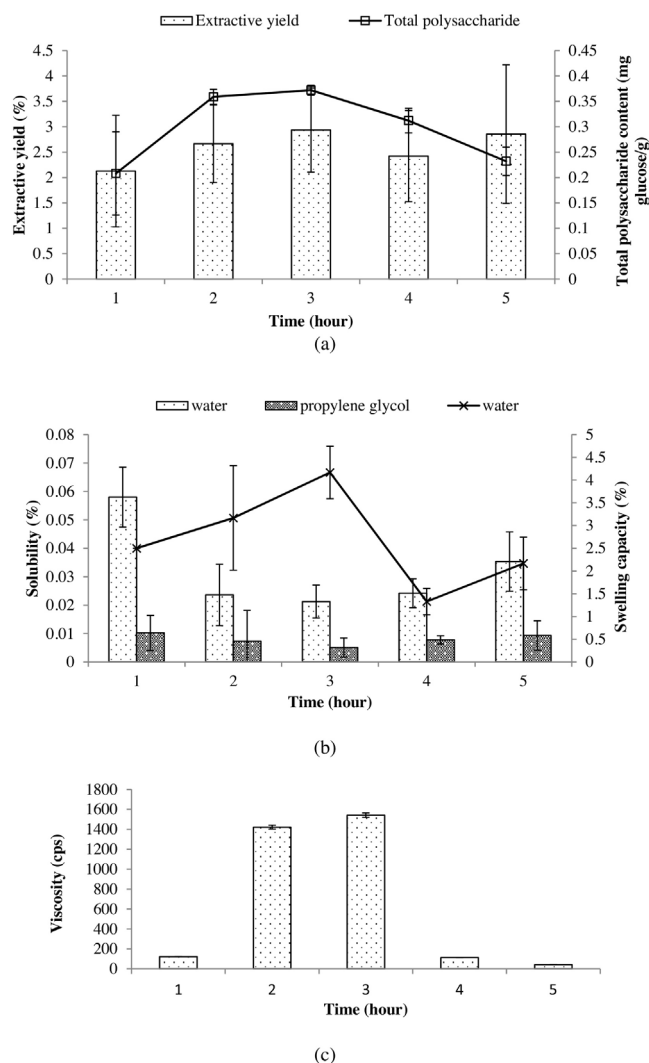 Extractive yield Total polysaccharide
4.5 0.45
4 0.4
3.5 0.35
3 0.3
2.5 0.25
2 0.2
1.5 0.15
1 0.1
0.5 0.05
0 0
Extractive yield (%)
Total polysaccharide content (mg
glucose/g)
1 2 3 4 5
Time (hour)
(a)
water propylene glycol water
0.08 5
0.07 4.5
0.06 4
0.05 3.5
0.04 3
0.03 2.5
0.02 2
0.01 1.5
0 1
0.5
0
Solubility (%)
Swelling capacity (%)
1 2 3 4 5
Time (hour)
(b)
1800
1600
1400
1200
1000
800
600
400
200
0
Viscosity (cps)
1 2 3 4 5
Time (hour)
(c)